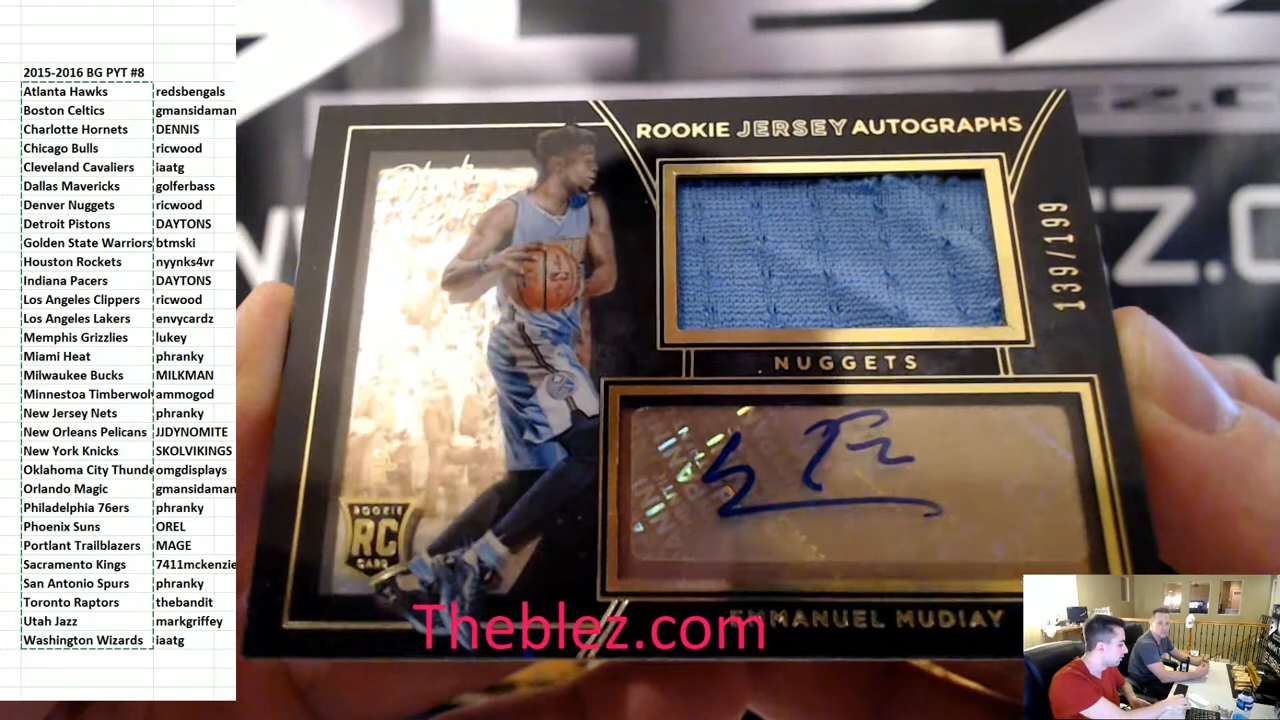 2015-2016 BG PYT #8
Atlanta Hawks redsbengals
Boston Celtics gmansidaman
Charlotte Hornets DENNIS
Chicago Bulls ricwood
Cleveland Cavaliers iaatg
Dallas Mavericks golferbass
Denver Nuggets ricwood
Detroit Pistons DAYTONS
Golden State Warriors btmski
Houston Rockets nyynks4vr
Indiana Pacers DAYTONS
Los Angeles Clippers ricwood
Los Angeles Lakers envycardz
Memphis Grizzlies lukey
Miami Heat phranky
Milwaukee Bucks MILKMAN
Minnestoa Timberwol ammogod
New Jersey Nets phranky
New Orleans Pelicans JJDYNOMITE
New York Knicks SKOLVIKINGS
Oklahoma City Thunde omgdisplays
Orlando Magic gmansidaman
Philadelphia 76ers phranky
Phoenix Suns OREL
Portlant Trailblazers MAGE
Sacramento Kings 7411mckenzie
San Antonio Spurs phranky
Toronto Raptors thebandit
Utah Jazz markgriffey
Washington Wizards iaatg
ROOKIE JERSEY AUTOGRAPHS
139/199
NUGGETS
ROOKIE
RC
CARD
EMMANUEL MUDIAY
Theblez.com